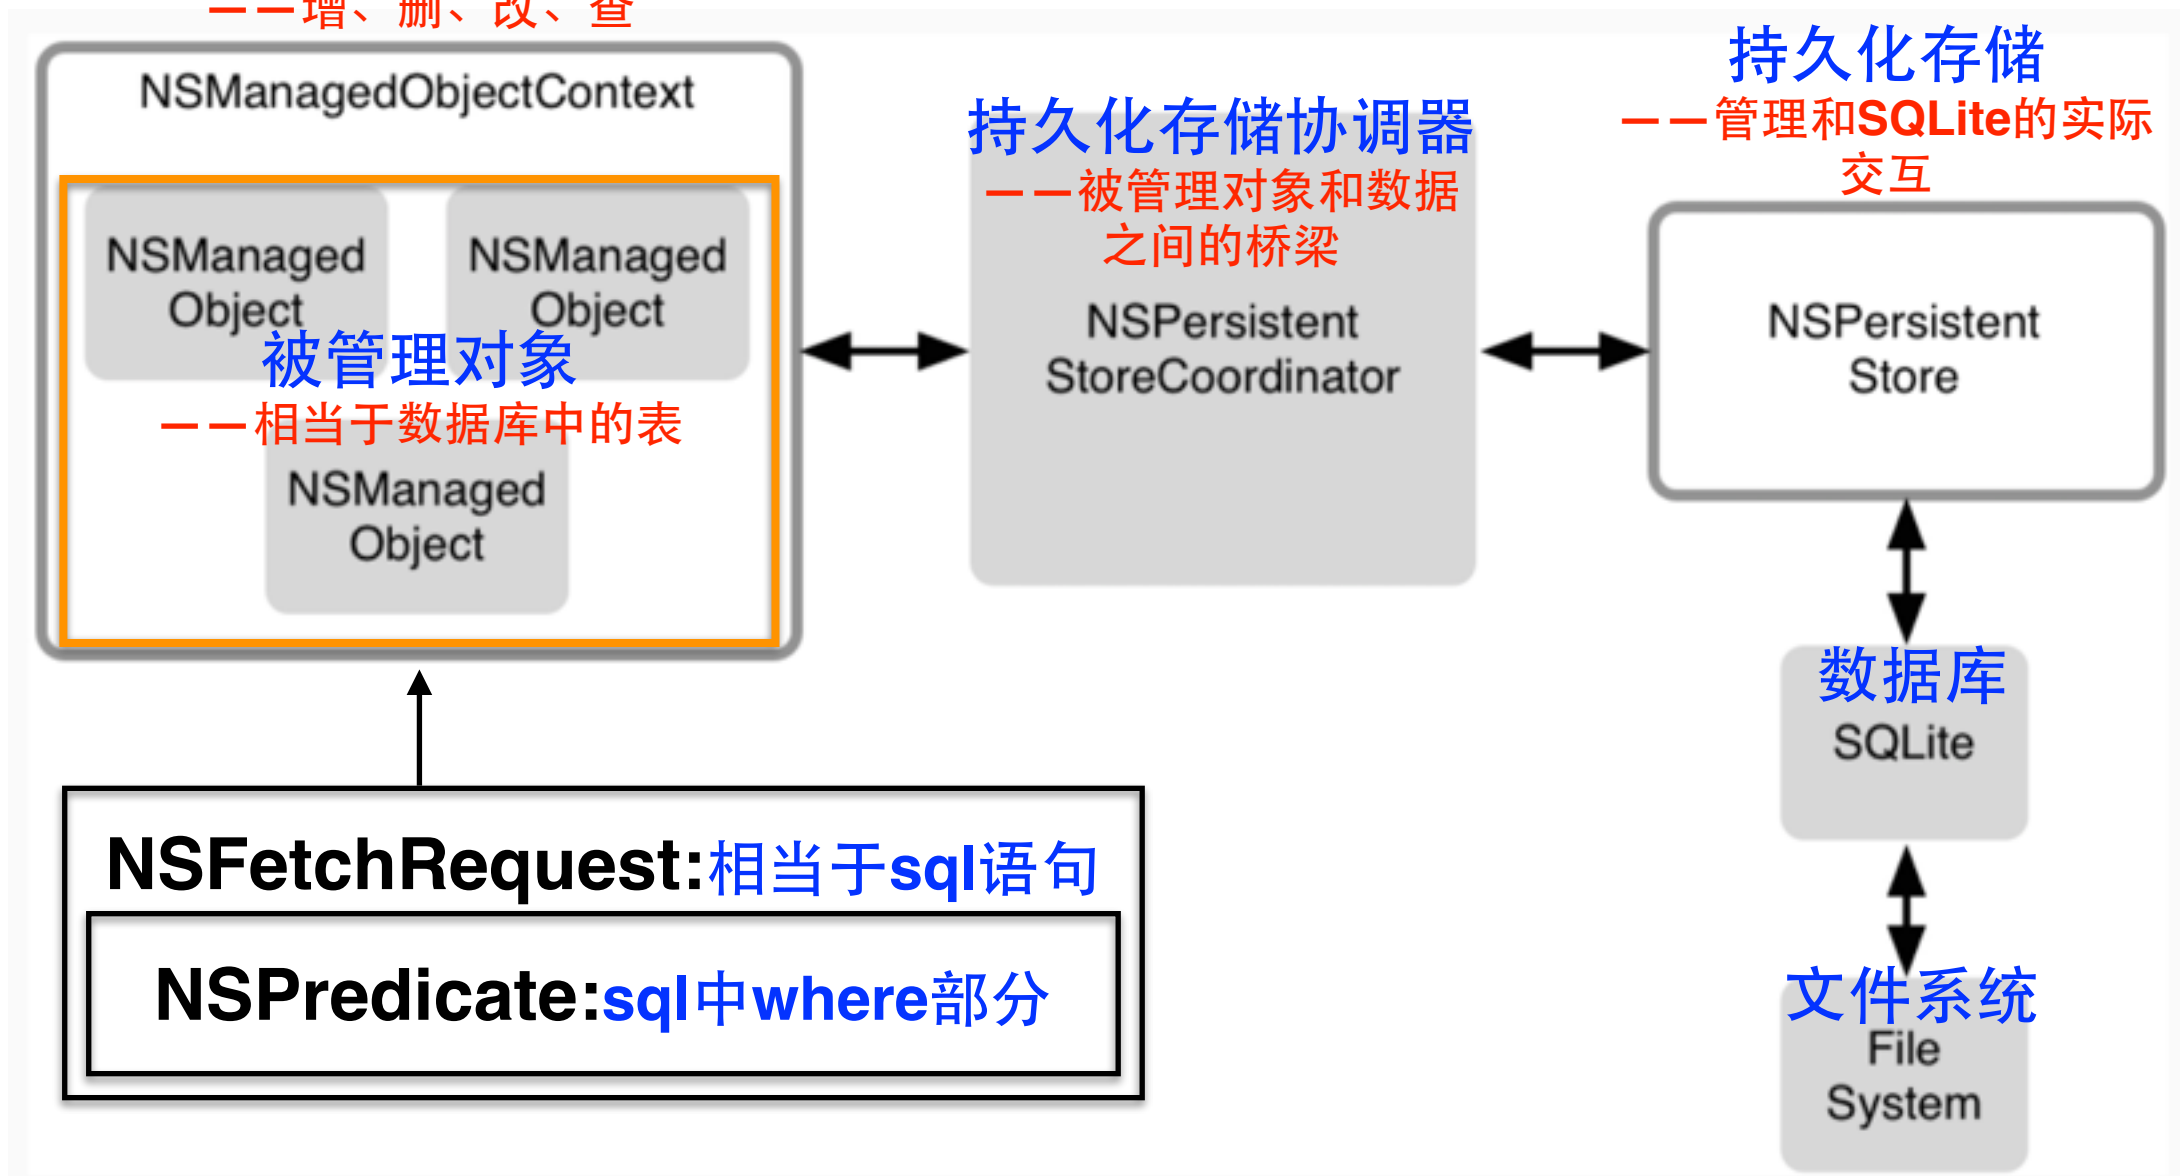 ——增、删、改、查
NSManagedObjectContext
NSManaged
Object
NSManaged
Object
被管理对象
——相当于数据库中的表
NSManaged
Object
持久化存储协调器
——被管理对象和数据
之间的桥梁
NSPersistent
StoreCoordinator
持久化存储
——管理和SQLite的实际
交互
NSPersistent
Store
数据库
SQLite
文件系统
File
System
NSFetchRequest:相当于sql语句
NSPredicate:sql中where部分